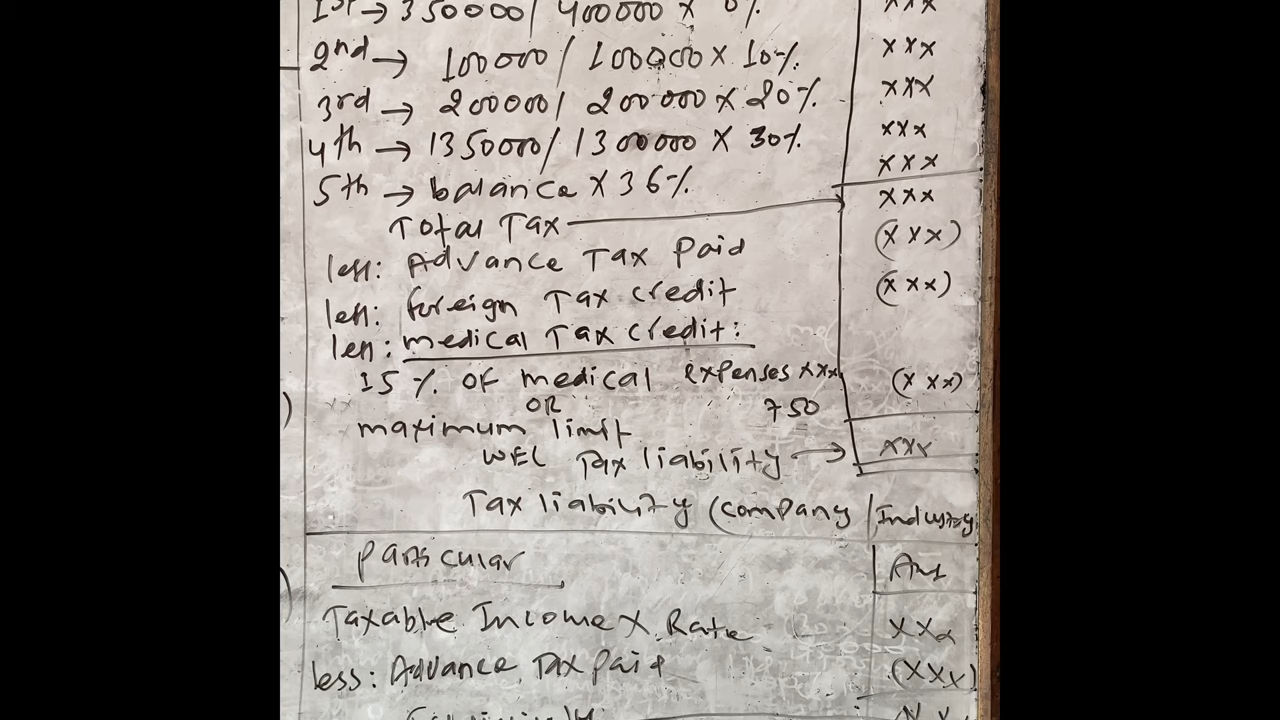 1st → 350000/ 400000 x 0% xxx
2nd → 100000/ 100000 x 10% xxx
3rd → 200000/ 200000 x 20% xxx
4th → 1350000/ 1300000 x 30% xxx
5th → balance x 36% xxx
Total Tax xxx
less: Advance Tax Paid (xxx)
less: foreign Tax credit (xxx)
less: medical Tax credit:
15% of medical expenses xxx (xxx)
OR 750
maximum limit
Tax liability → xxx
Tax liability (company / Industry
particular Ans
Taxable Income x Rate xxx
less: Advance Tax Paid (xxx)